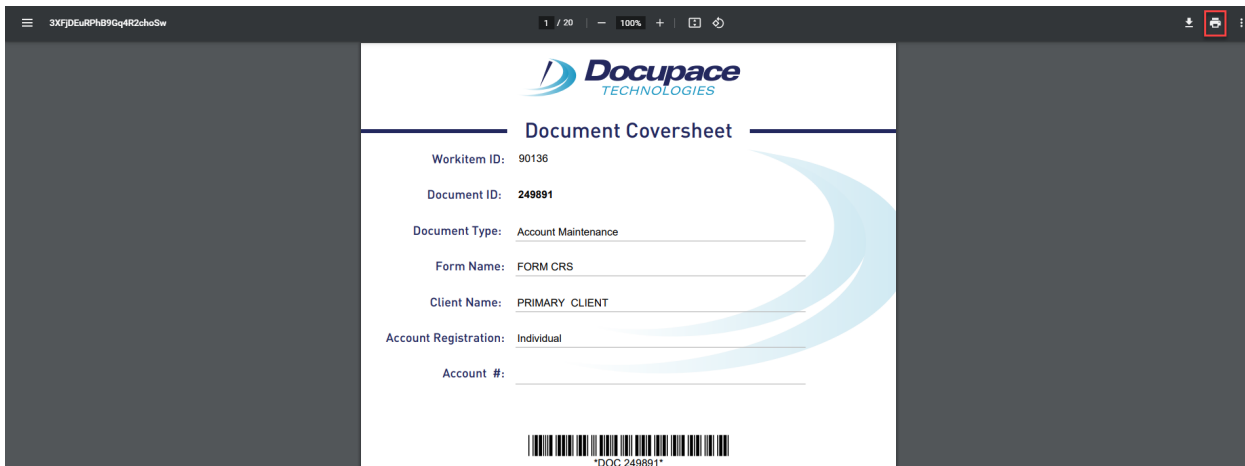 3XFjDEuRPhB9Gq4R2choSw
1 / 20 | − 100% + |
Docupace
TECHNOLOGIES
Document Coversheet
Workitem ID: 90136
Document ID: 249891
Document Type: Account Maintenance
Form Name: FORM CRS
Client Name: PRIMARY CLIENT
Account Registration: Individual
Account #:
*DOC 249891*